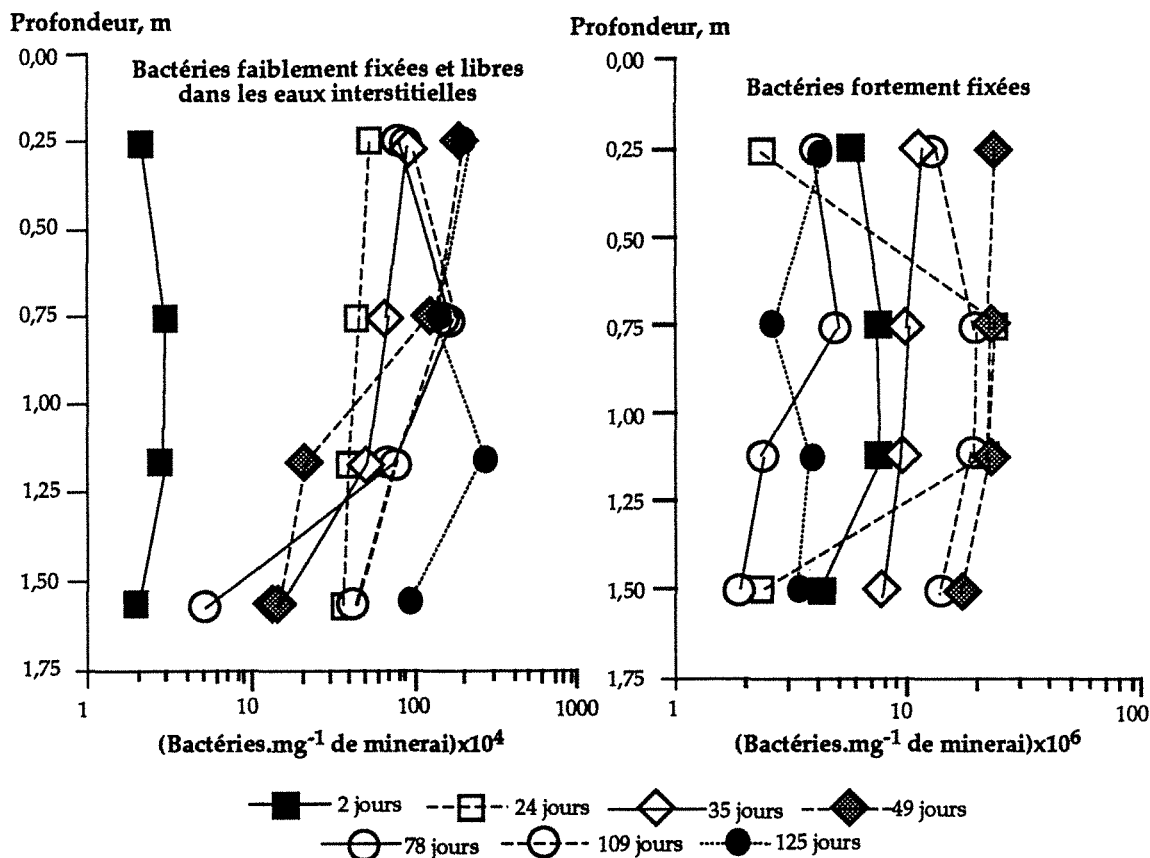 Profondeur, m
0,00
0,25
0,50
0,75
1,00
1,25
1,50
1,75
Bactéries faiblement fixées et libres
dans les eaux interstitielles
1 10 100 1000
(Bactéries.mg⁻¹ de minerai)x10⁴
Profondeur, m
0,00
0,25
0,50
0,75
1,00
1,25
1,50
1,75
Bactéries fortement fixées
1 10 100
(Bactéries.mg⁻¹ de minerai)x10⁶
2 jours 24 jours 35 jours 49 jours
78 jours 109 jours 125 jours